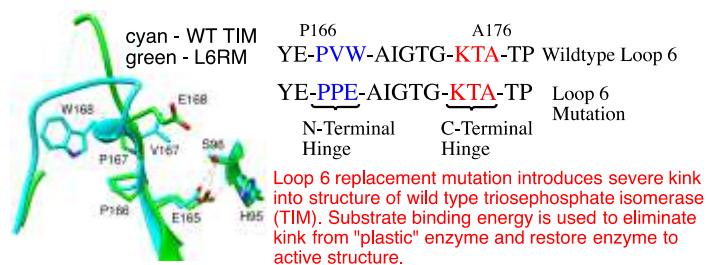 cyan - WT TIM
green - L6RM
P166 A176
YE-PVW-AIGTG-KTA-TP Wildtype Loop 6
YE-PPE-AIGTG-KTA-TP Loop 6
Mutation
N-Terminal
Hinge
C-Terminal
Hinge
W168
E168
P167
V167
S96
P166
E165
H95
Loop 6 replacement mutation introduces severe kink
into structure of wild type triosephosphate isomerase
(TIM). Substrate binding energy is used to eliminate
kink from "plastic" enzyme and restore enzyme to
active structure.